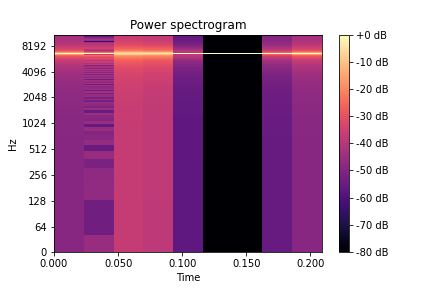 Power spectrogram
8192
4096
2048
1024
512
256
128
64
0
Hz
0.000 0.050 0.100 0.150 0.200
Time
+0 dB
-10 dB
-20 dB
-30 dB
-40 dB
-50 dB
-60 dB
-70 dB
-80 dB